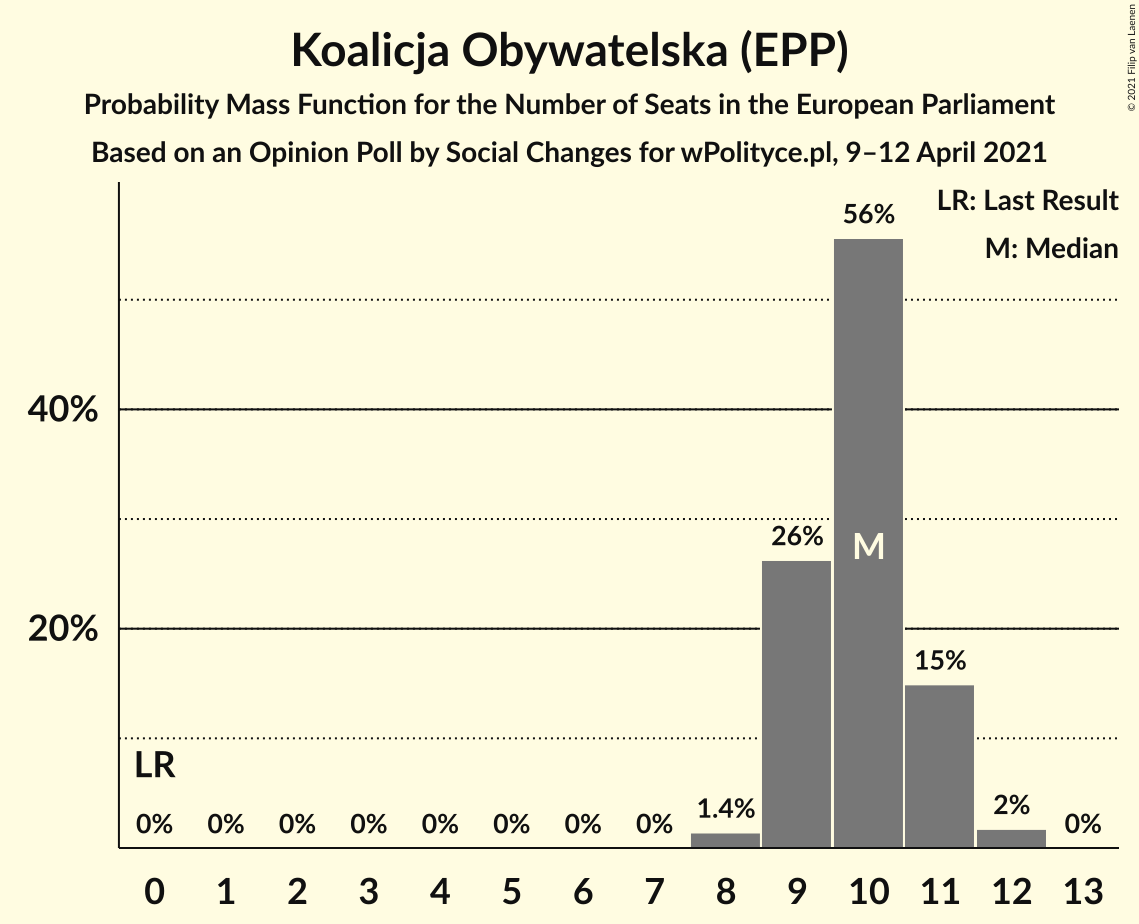 Koalicja Obywatelska (EPP)
Probability Mass Function for the Number of Seats in the European Parliament
Based on an Opinion Poll by Social Changes for wPolityce.pl, 9–12 April 2021
© 2021 Filip van Laenen
LR: Last Result
M: Median
56%
40%
26%
M
20%
15%
LR
0% 0% 0% 0% 0% 0% 0% 0% 1.4% 2% 0%
0 1 2 3 4 5 6 7 8 9 10 11 12 13